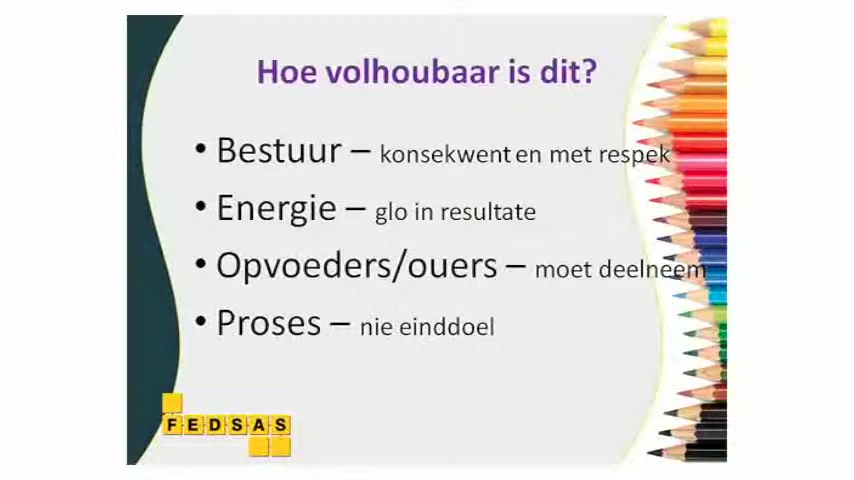 Hoe volhoubaar is dit?
• Bestuur – konsekwent en met respek
• Energie – glo in resultate
• Opvoeders/ouers – moet deelneem
• Proses – nie einddoel
FEDSAS